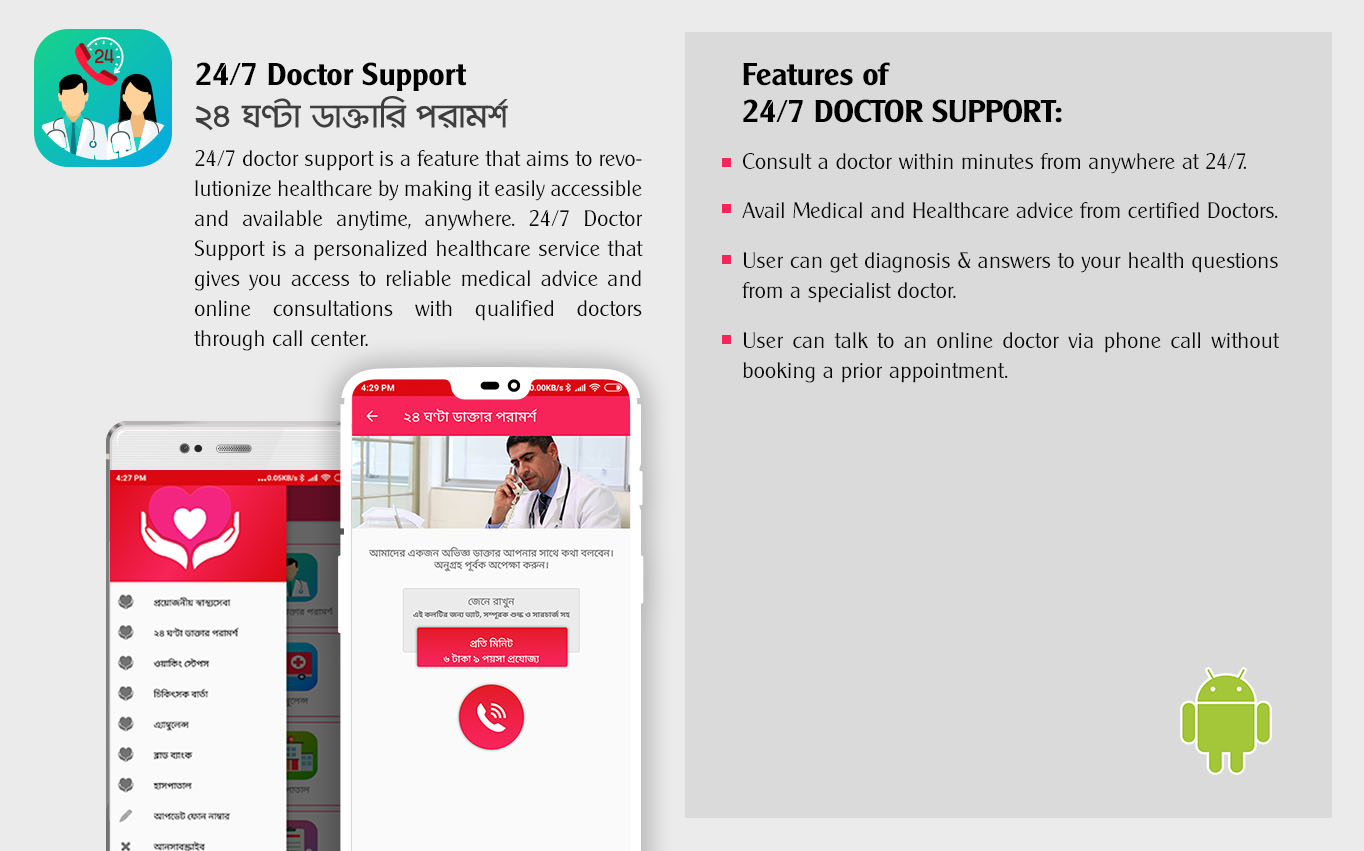 24
24/7 Doctor Support
২৪ ঘণ্টা ডাক্তারি পরামর্শ
24/7 doctor support is a feature that aims to revo-
lutionize healthcare by making it easily accessible
and available anytime, anywhere. 24/7 Doctor
Support is a personalized healthcare service that
gives you access to reliable medical advice and
online consultations with qualified doctors
through call center.
4:27 PM
...0.05KB/s
প্রয়োজনীয় স্বাস্থ্যসেবা
২৪ ঘণ্টা ডাক্তার পরামর্শ
ওয়াকিং স্টেপস
চিকিৎসক বার্তা
এ্যাম্বুলেন্স
ব্লাড ব্যাংক
হাসপাতাল
আপডেট ফোন নাম্বার
আনসাবস্ক্রাইব
4:29 PM
0.00KB/s
২৪ ঘণ্টা ডাক্তার পরামর্শ
আমাদের একজন অভিজ্ঞ ডাক্তার আপনার সাথে কথা বলবেন।
অনুগ্রহ পূর্বক অপেক্ষা করুন।
জেনে রাখুন
এই কলটির জন্য ভ্যাট, সম্পূরক শুল্ক ও সারচার্জ সহ
প্রতি মিনিট
৬ টাকা ৯ পয়সা প্রযোজ্য
Features of
24/7 DOCTOR SUPPORT:
Consult a doctor within minutes from anywhere at 24/7.
Avail Medical and Healthcare advice from certified Doctors.
User can get diagnosis & answers to your health questions
from a specialist doctor.
User can talk to an online doctor via phone call without
booking a prior appointment.